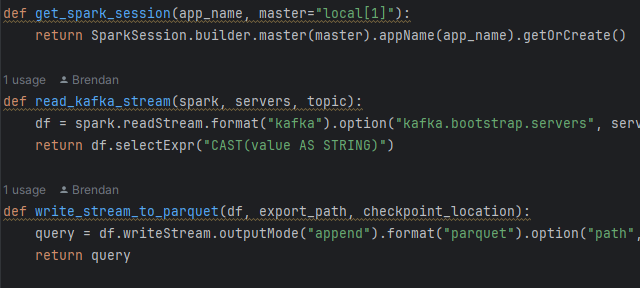 def get_spark_session(app_name, master="local[1]"):
    return SparkSession.builder.master(master).appName(app_name).getOrCreate()
1 usage Brendan
def read_kafka_stream(spark, servers, topic):
    df = spark.readStream.format("kafka").option("kafka.bootstrap.servers", serv
    return df.selectExpr("CAST(value AS STRING)")
1 usage Brendan
def write_stream_to_parquet(df, export_path, checkpoint_location):
    query = df.writeStream.outputMode("append").format("parquet").option("path",
    return query